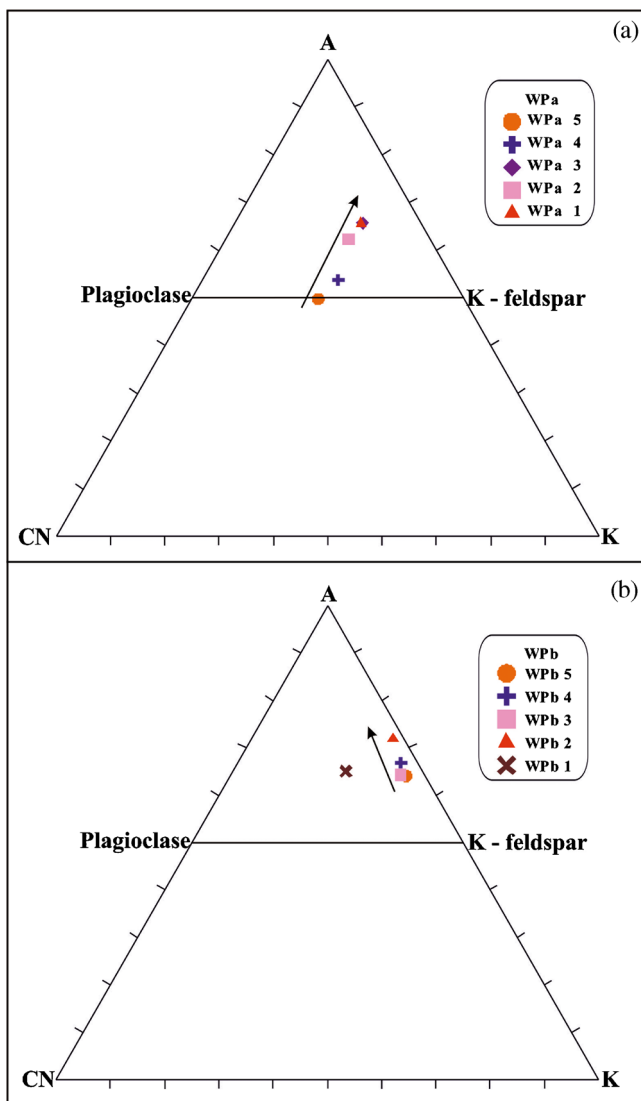 (a)
A
WPa
WPa 5
WPa 4
WPa 3
WPa 2
WPa 1
Plagioclase
K - feldspar
CN
K
(b)
A
WPb
WPb 5
WPb 4
WPb 3
WPb 2
WPb 1
Plagioclase
K - feldspar
CN
K